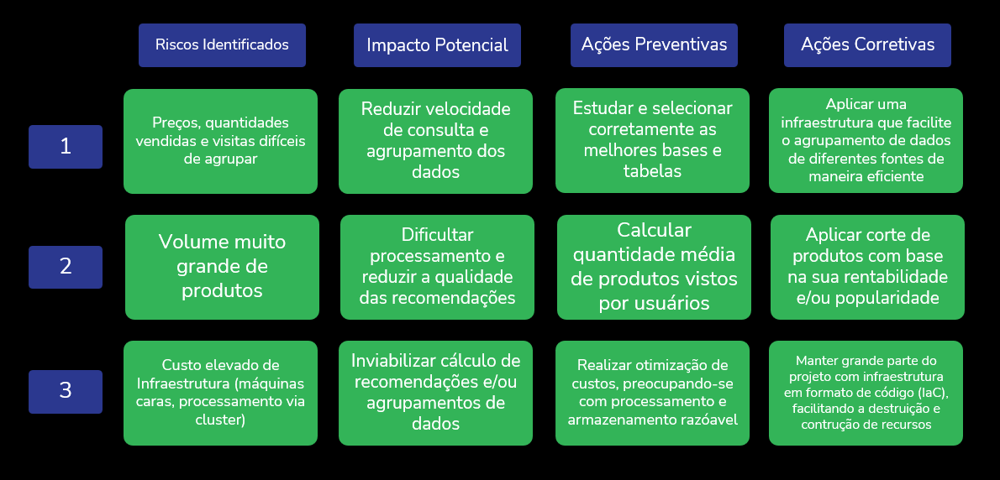 Riscos Identificados
Impacto Potencial
Ações Preventivas
Ações Corretivas
1
Preços, quantidades
vendidas e visitas difíceis
de agrupar
Reduzir velocidade
de consulta e
agrupamento dos
dados
Estudar e selecionar
corretamente as
melhores bases e
tabelas
Aplicar uma
infraestrutura que facilite
o agrupamento de dados
de diferentes fontes de
maneira eficiente
2
Volume muito
grande de
produtos
Dificultar
processamento e
reduzir a qualidade
das recomendações
Calcular
quantidade média
de produtos vistos
por usuários
Aplicar corte de
produtos com base
na sua rentabilidade
e/ou popularidade
3
Custo elevado de
Infraestrutura (máquinas
caras, processamento via
cluster)
Inviabilizar cálculo de
recomendações e/ou
agrupamentos de
dados
Realizar otimização de
custos, preocupando-se
com processamento e
armazenamento razóavel
Manter grande parte do
projeto com infraestrutura
em formato de código (IaC),
facilitando a destruição e
contrução de recursos